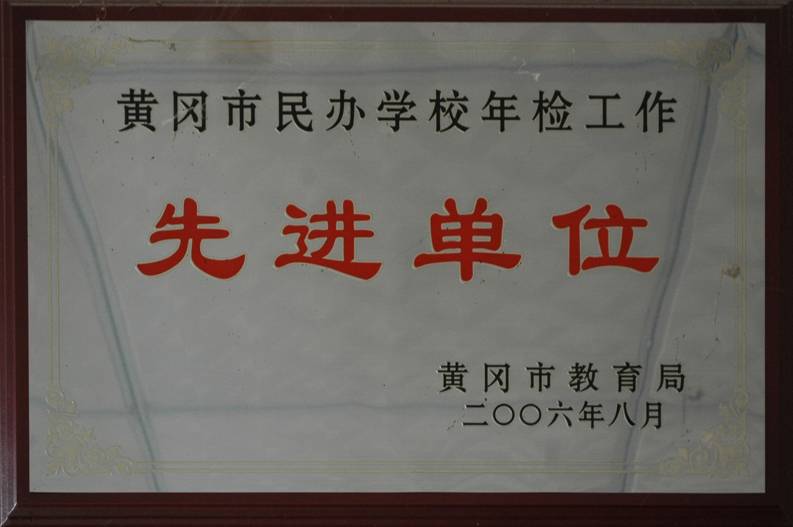 黄冈市民办学校年检工作
先进单位
黄冈市教育局
二〇〇六年八月